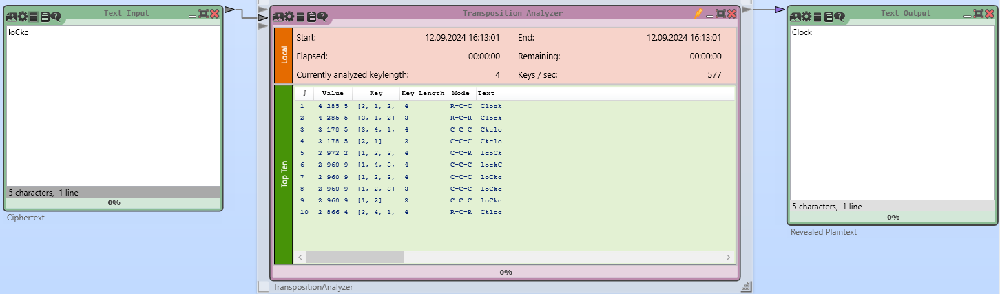 Text Input
loCkc
5 characters, 1 line
0%
Ciphertext
Transposition Analyzer
Local
Start: 12.09.2024 16:13:01 End: 12.09.2024 16:13:01
Elapsed: 00:00:00 Remaining: 00:00:00
Currently analyzed keylength: 4 Keys / sec: 577
Top Ten
# Value Key Key Length Mode Text
1 4 285 5 [3, 1, 2, 4 R-C-C Clock
2 4 285 5 [3, 1, 2] 3 R-C-R Clock
3 3 178 5 [3, 4, 1, 4 C-C-C Ckclo
4 3 178 5 [2, 1] 2 C-C-C Ckclo
5 2 972 2 [1, 2, 3, 4 C-C-R lcoCk
6 2 960 9 [1, 4, 3, 4 C-C-C lockC
7 2 960 9 [1, 2, 3, 4 C-C-C loCkc
8 2 960 9 [1, 2, 3] 3 C-C-C loCkc
9 2 960 9 [1, 2] 2 C-C-C loCkc
10 2 866 4 [3, 4, 1, 4 R-C-R Ckloc
0%
TranspositionAnalyzer
Text Output
Clock
5 characters, 1 line
0%
Revealed Plaintext